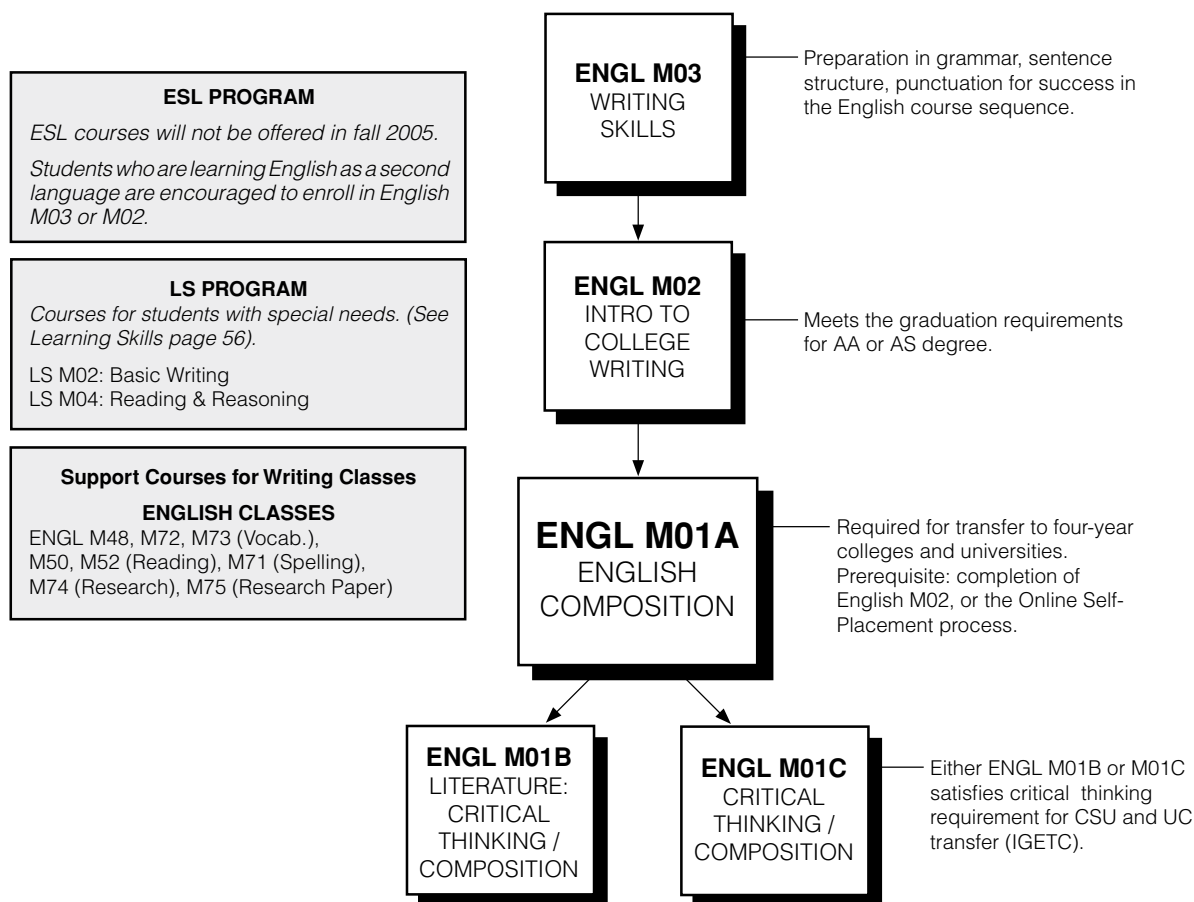 ESL PROGRAM
ESL courses will not be offered in fall 2005.
Students who are learning English as a second
language are encouraged to enroll in English
M03 or M02.
LS PROGRAM
Courses for students with special needs. (See
Learning Skills page 56).
LS M02: Basic Writing
LS M04: Reading & Reasoning
Support Courses for Writing Classes
ENGLISH CLASSES
ENGL M48, M72, M73 (Vocab.),
M50, M52 (Reading), M71 (Spelling),
M74 (Research), M75 (Research Paper)
ENGL M03
WRITING
SKILLS
Preparation in grammar, sentence
structure, punctuation for success in
the English course sequence.
ENGL M02
INTRO TO
COLLEGE
WRITING
Meets the graduation requirements
for AA or AS degree.
ENGL M01A
ENGLISH
COMPOSITION
Required for transfer to four-year
colleges and universities.
Prerequisite: completion of
English M02, or the Online Self-
Placement process.
ENGL M01B
LITERATURE:
CRITICAL
THINKING /
COMPOSITION
ENGL M01C
CRITICAL
THINKING /
COMPOSITION
Either ENGL M01B or M01C
satisfies critical thinking
requirement for CSU and UC
transfer (IGETC).